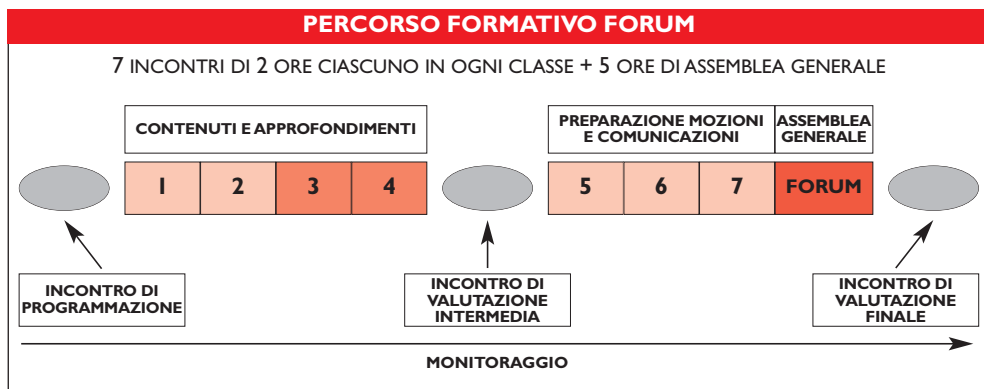 PERCORSO FORMATIVO FORUM
7 INCONTRI DI 2 ORE CIASCUNO IN OGNI CLASSE + 5 ORE DI ASSEMBLEA GENERALE
CONTENUTI E APPROFONDIMENTI
PREPARAZIONE MOZIONI
E COMUNICAZIONI
ASSEMBLEA
GENERALE
1
2
3
4
5
6
7
FORUM
INCONTRO DI
PROGRAMMAZIONE
INCONTRO DI
VALUTAZIONE
INTERMEDIA
INCONTRO DI
VALUTAZIONE
FINALE
MONITORAGGIO